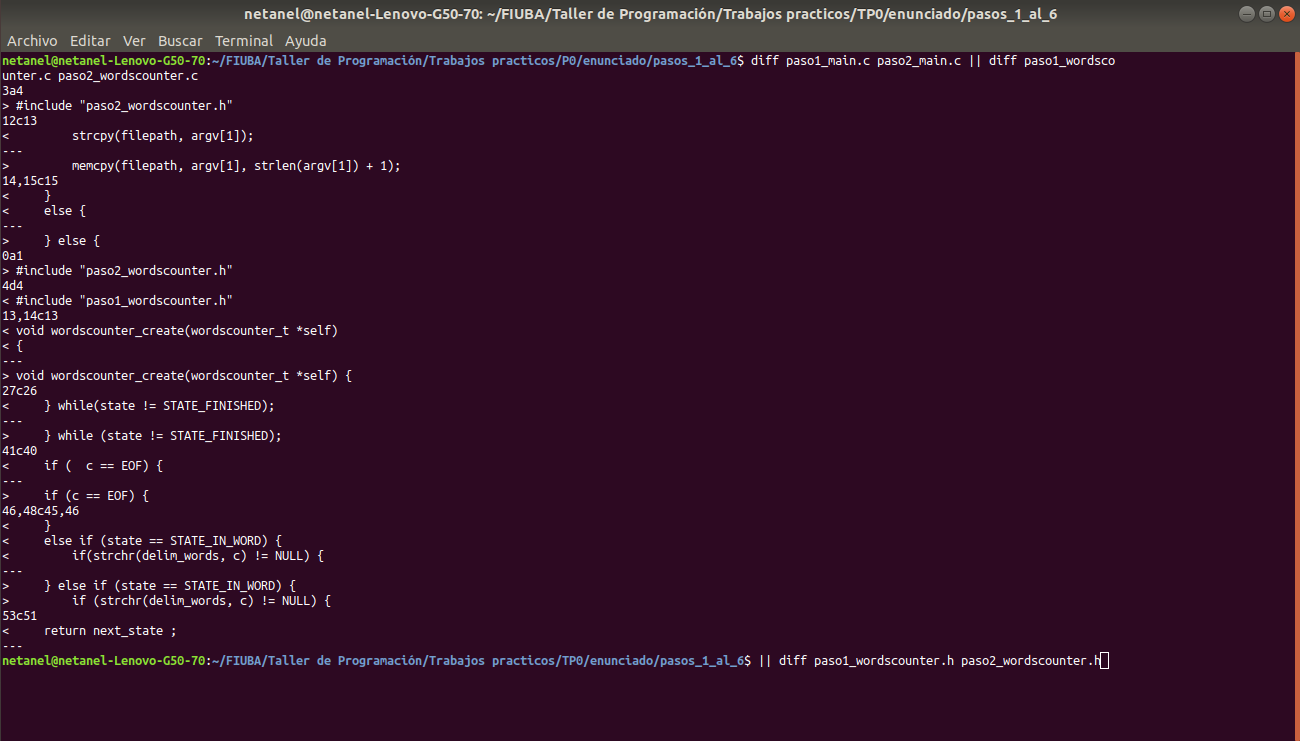 netanel@netanel-Lenovo-G50-70: ~/FIUBA/Taller de Programación/Trabajos practicos/TP0/enunciado/pasos_1_al_6
Archivo Editar Ver Buscar Terminal Ayuda
netanel@netanel-Lenovo-G50-70:~/FIUBA/Taller de Programación/Trabajos practicos/P0/enunciado/pasos_1_al_6$ diff paso1_main.c paso2_main.c || diff paso1_wordsco
unter.c paso2_wordscounter.c
3a4
> #include "paso2_wordscounter.h"
12c13
<         strcpy(filepath, argv[1]);
---
>         memcpy(filepath, argv[1], strlen(argv[1]) + 1);
14,15c15
<     }
<     else {
---
>     } else {
0a1
> #include "paso2_wordscounter.h"
4d4
< #include "paso1_wordscounter.h"
13,14c13
< void wordscounter_create(wordscounter_t *self)
< {
---
> void wordscounter_create(wordscounter_t *self) {
27c26
<     } while(state != STATE_FINISHED);
---
>     } while (state != STATE_FINISHED);
41c40
<     if (  c == EOF) {
---
>     if (c == EOF) {
46,48c45,46
<     }
<     else if (state == STATE_IN_WORD) {
<         if(strchr(delim_words, c) != NULL) {
---
>     } else if (state == STATE_IN_WORD) {
>         if (strchr(delim_words, c) != NULL) {
53c51
<     return next_state ;
---
netanel@netanel-Lenovo-G50-70:~/FIUBA/Taller de Programación/Trabajos practicos/TP0/enunciado/pasos_1_al_6$ || diff paso1_wordscounter.h paso2_wordscounter.h